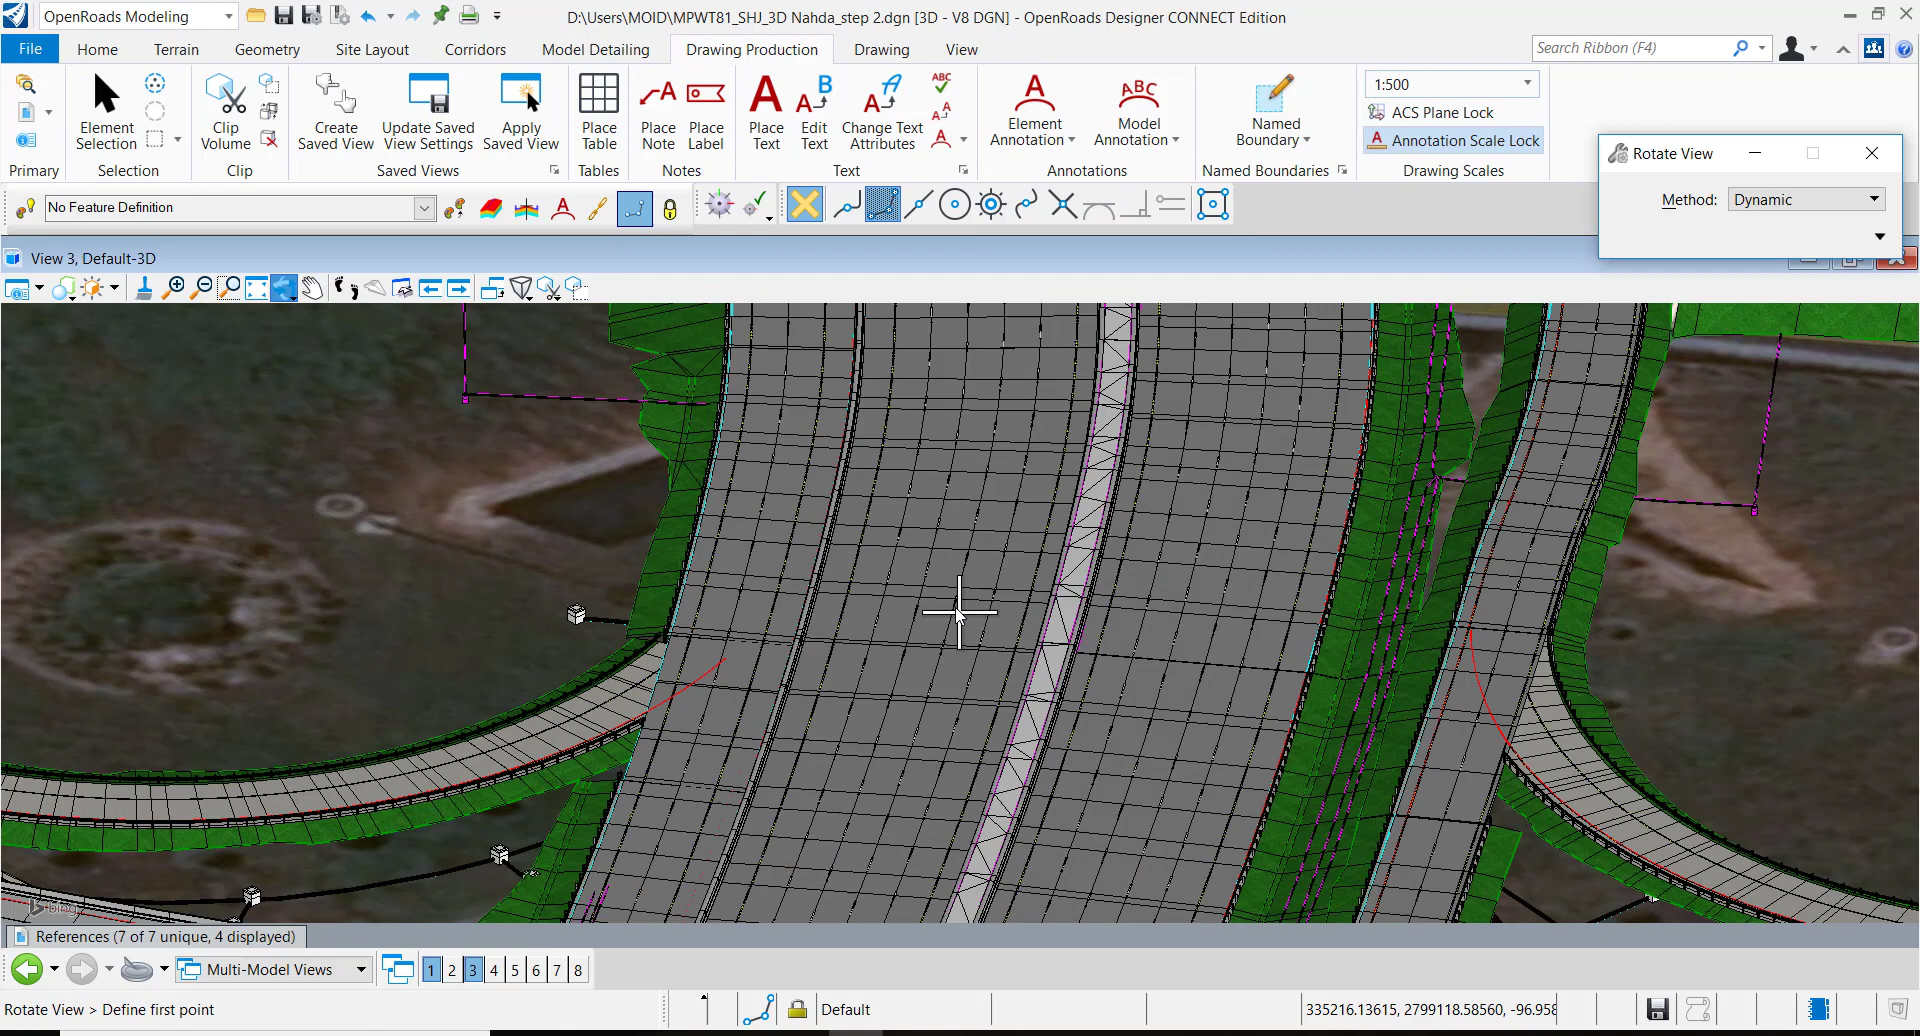 OpenRoads Modeling
D:\Users\MOID\MPWT81_SHJ_3D Nahda_step 2.dgn [3D - V8 DGN] - OpenRoads Designer CONNECT Edition
File Home Terrain Geometry Site Layout Corridors Model Detailing Drawing Production Drawing View
Search Ribbon (F4)
Element Selection
Clip Volume
Create Saved View
Update Saved View Settings
Apply Saved View
Place Table
Place Note
Place Label
Place Text
Edit Text
Change Text Attributes
ABC
Element Annotation
ABC
Model Annotation
Named Boundary
1:500
ACS Plane Lock
Annotation Scale Lock
Primary Selection Clip Saved Views Tables Notes Text Annotations Named Boundaries Drawing Scales
Rotate View
Method: Dynamic
No Feature Definition
View 3, Default-3D
bing
References (7 of 7 unique, 4 displayed)
Multi-Model Views 1 2 3 4 5 6 7 8
Rotate View > Define first point
Default
335216.13615, 2799118.58560, -96.958